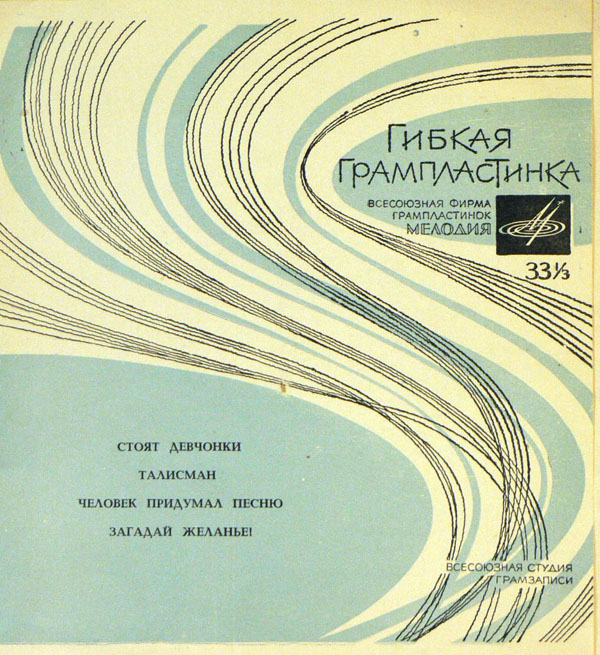 ГИБКАЯ
ГРАМПЛАСТИНКА
ВСЕСОЮЗНАЯ ФИРМА
ГРАМПЛАСТИНОК
МЕЛОДИЯ
33⅓
СТОЯТ ДЕВЧОНКИ
ТАЛИСМАН
ЧЕЛОВЕК ПРИДУМАЛ ПЕСНЮ
ЗАГАДАЙ ЖЕЛАНЬЕ!
ВСЕСОЮЗНАЯ СТУДИЯ
ГРАМЗАПИСИ